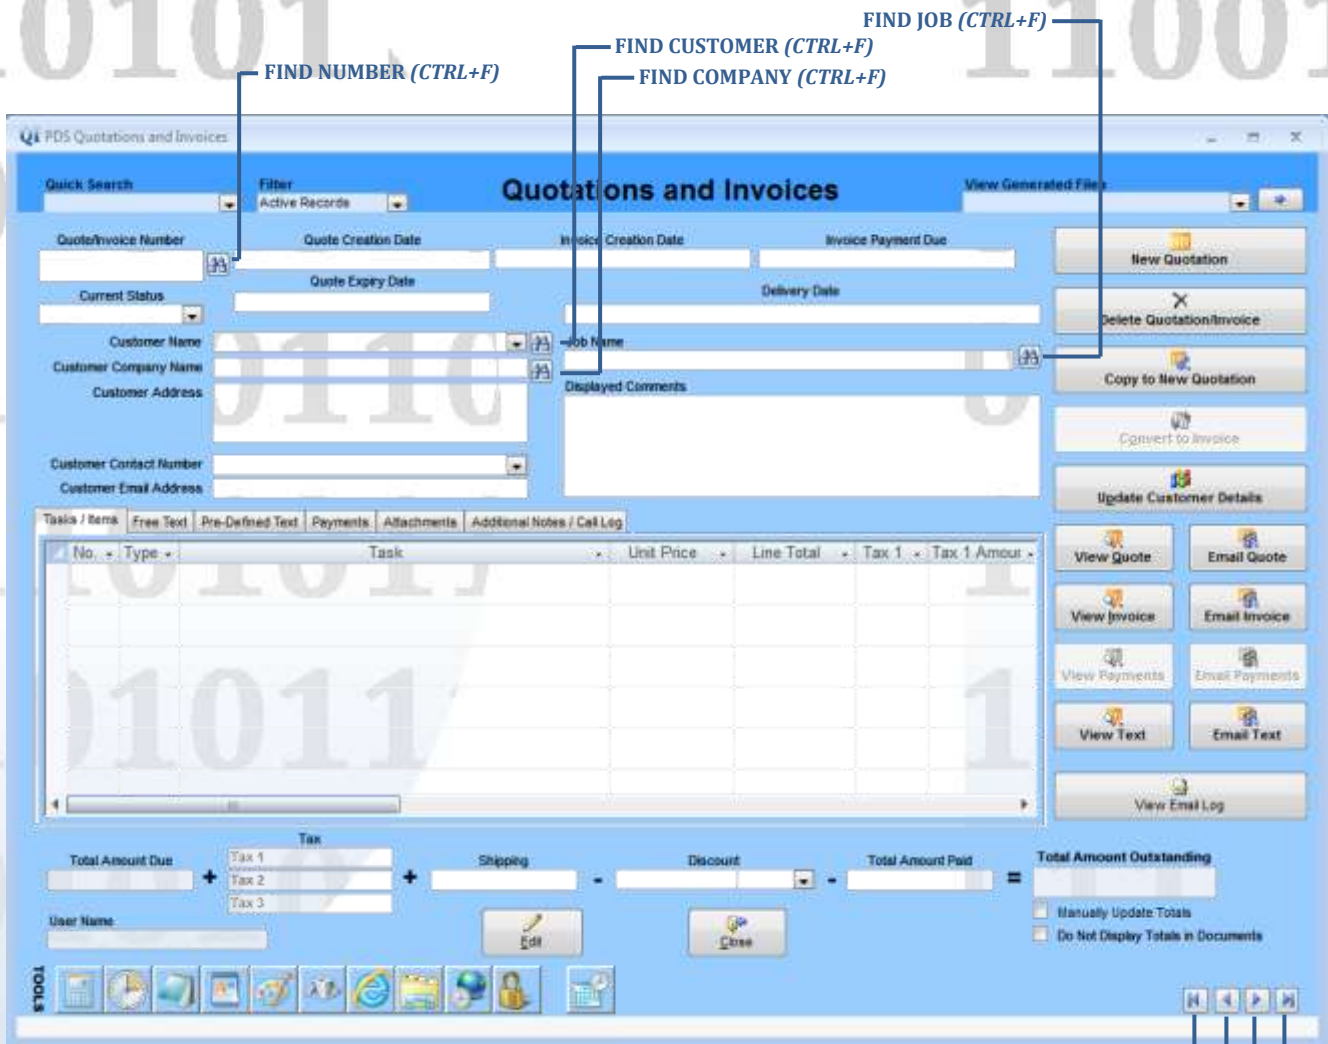 FIND JOB (CTRL+F)
FIND CUSTOMER (CTRL+F)
FIND NUMBER (CTRL+F)
FIND COMPANY (CTRL+F)
Qi PDS Quotations and Invoices
Quick Search
Filter
Active Records
Quotations and Invoices
View Generated Files
Quote/Invoice Number
Quote Creation Date
Invoice Creation Date
Invoice Payment Due
New Quotation
Current Status
Quote Expiry Date
Delivery Date
Delete Quotation/Invoice
Customer Name
Job Name
Customer Company Name
Customer Address
Displayed Comments
Copy to New Quotation
Convert to Invoice
Customer Contact Number
Customer Email Address
Update Customer Details
Tasks / Items Free Text Pre-Defined Text Payments Attachments Additional Notes / Call Log
No. Type Task Unit Price Line Total Tax 1 Tax 1 Amour
View Quote Email Quote
View Invoice Email Invoice
View Payments Email Payments
View Text Email Text
View Email Log
Total Amount Due + Tax + Shipping - Discount - Total Amount Paid = Total Amount Outstanding
Tax 1
Tax 2
Tax 3
User Name
Edit
Close
Manually Update Totals
Do Not Display Totals in Documents
TOOLS